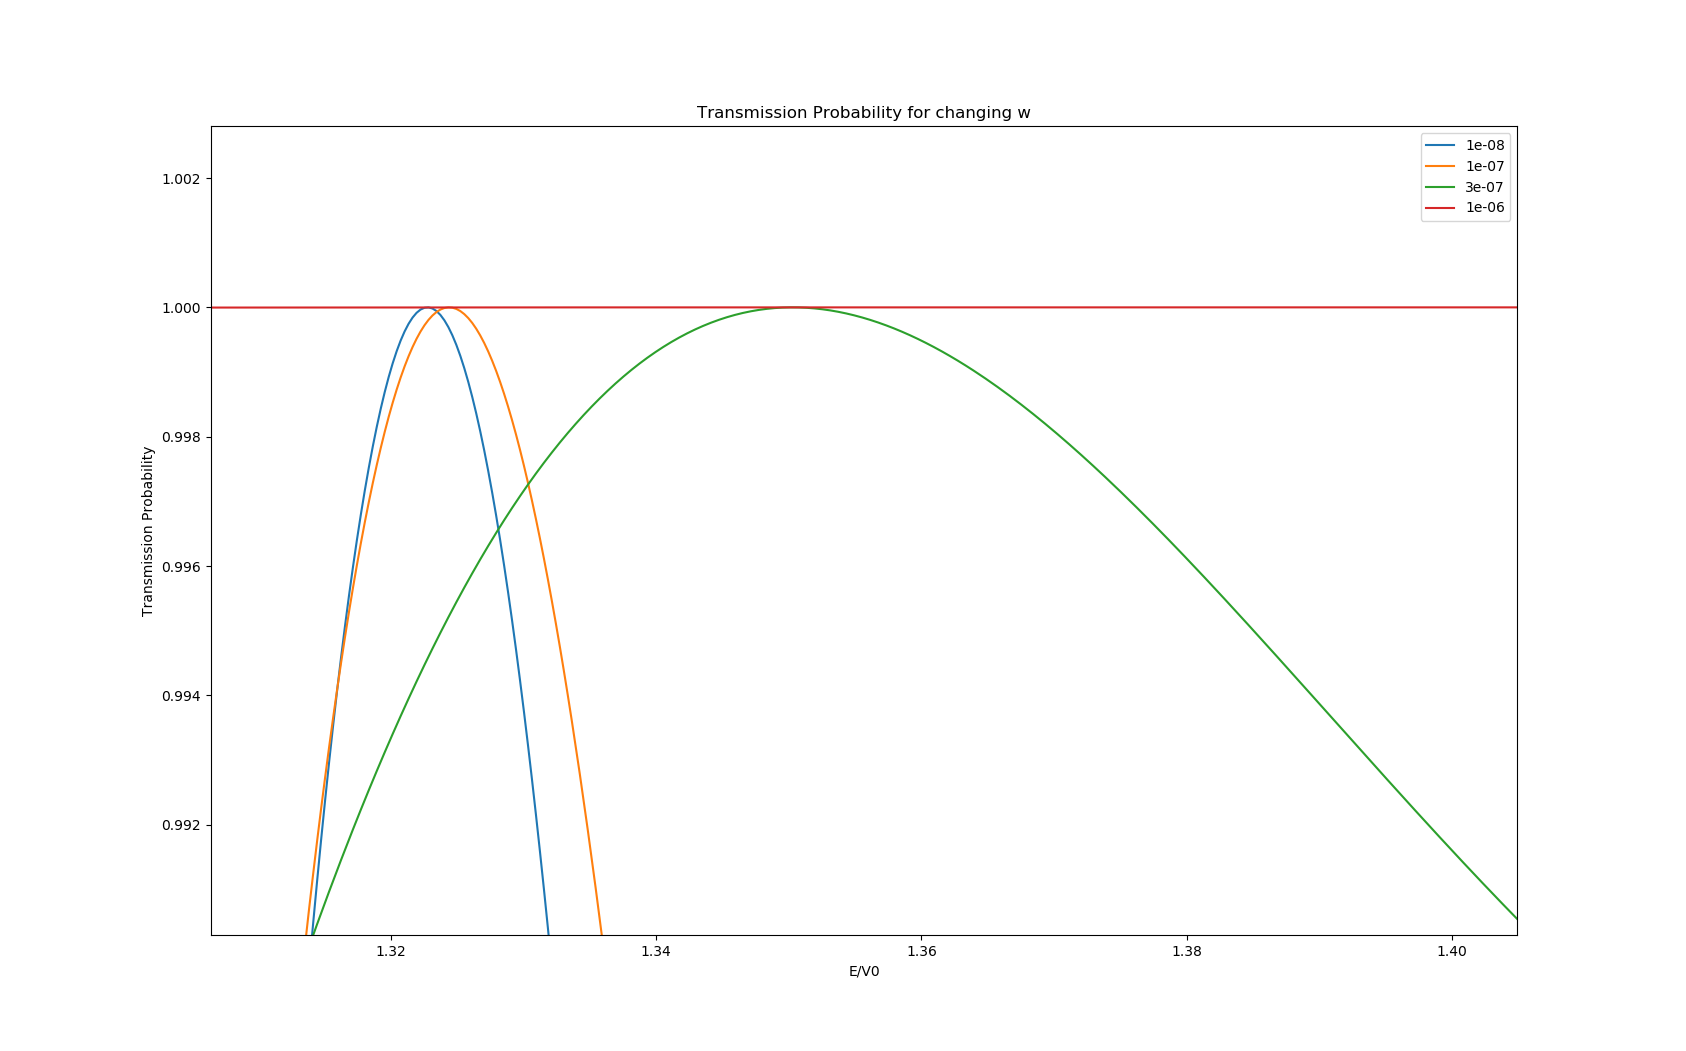 Transmission Probability for changing w
1e-08
1e-07
3e-07
1e-06
1.002
1.000
0.998
0.996
0.994
0.992
Transmission Probability
1.32
1.34
1.36
1.38
1.40
E/V0